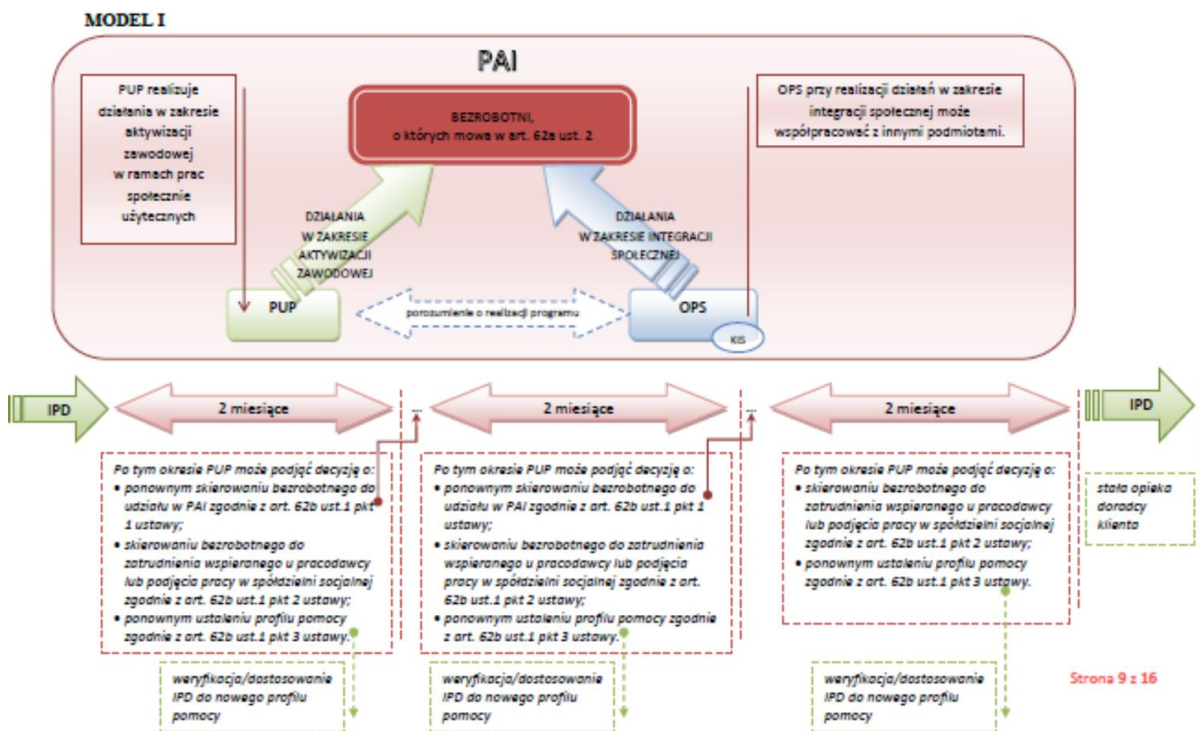 MODEL I
PAI
PUP realizuje
działania w zakresie
aktywizacji
zawodowej
w ramach prac
społecznie
użytecznych
BEZROBOTNI,
o których mowa w art. 62a ust. 2
OPS przy realizacji działań w zakresie
integracji społecznej może
współpracować z innymi podmiotami.
DZIAŁANIA
W ZAKRESIE
AKTYWIZACJI
ZAWODOWEJ
DZIAŁANIA
W ZAKRESIE INTEGRACJI
SPOŁECZNEJ
PUP
porozumienie o realizacji programu
OPS
KIS
IPD
2 miesiące
...
2 miesiące
...
2 miesiące
IPD
Po tym okresie PUP może podjąć decyzję o:
• ponownym skierowaniu bezrobotnego do
udziału w PAI zgodnie z art. 62b ust.1 pkt
1 ustawy;
• skierowaniu bezrobotnego do
zatrudnienia wspieranego u pracodawcy
lub podjęcia pracy w spółdzielni socjalnej
zgodnie z art. 62b ust.1 pkt 2 ustawy;
• ponownym ustaleniu profilu pomocy
zgodnie z art. 62b ust.1 pkt 3 ustawy.
Po tym okresie PUP może podjąć decyzję o:
• ponownym skierowaniu bezrobotnego do
udziału w PAI zgodnie z art. 62b ust.1 pkt 1
ustawy;
• skierowaniu bezrobotnego do zatrudnienia
wspieranego u pracodawcy lub podjęcia
pracy w spółdzielni socjalnej zgodnie z art.
62b ust.1 pkt 2 ustawy;
• ponownym ustaleniu profilu pomocy zgodnie
z art. 62b ust.1 pkt 3 ustawy.
Po tym okresie PUP może podjąć decyzję o:
• skierowaniu bezrobotnego do
zatrudnienia wspieranego u pracodawcy
lub podjęcia pracy w spółdzielni socjalnej
zgodnie z art. 62b ust.1 pkt 2 ustawy;
• ponownym ustaleniu profilu pomocy
zgodnie z art. 62b ust.1 pkt 3 ustawy.
stała opieka
doradcy
klienta
weryfikacja/dostosowanie
IPD do nowego profilu
pomocy
weryfikacja/dostosowanie
IPD do nowego profilu
pomocy
weryfikacja/dostosowanie
IPD do nowego profilu
pomocy
Strona 9 z 16